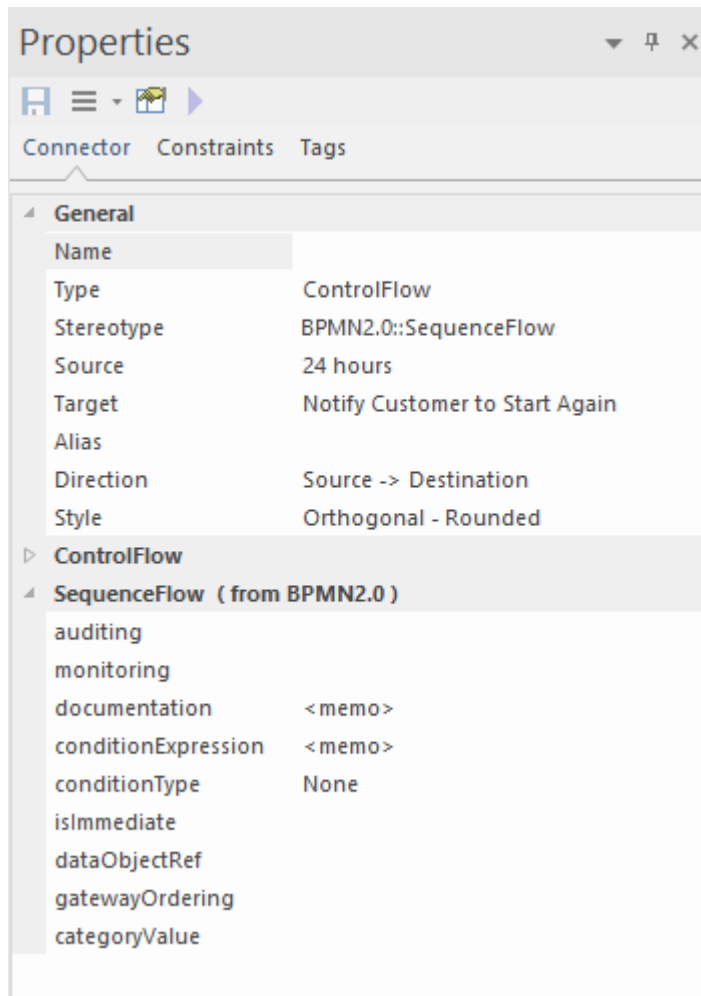 Properties
Connector Constraints Tags
General
Name
Type ControlFlow
Stereotype BPMN2.0::SequenceFlow
Source 24 hours
Target Notify Customer to Start Again
Alias
Direction Source -> Destination
Style Orthogonal - Rounded
ControlFlow
SequenceFlow ( from BPMN2.0 )
auditing
monitoring
documentation <memo>
conditionExpression <memo>
conditionType None
isImmediate
dataObjectRef
gatewayOrdering
categoryValue